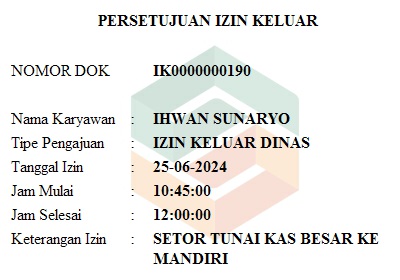 PERSETUJUAN IZIN KELUAR
NOMOR DOK IK0000000190
Nama Karyawan : IHWAN SUNARYO
Tipe Pengajuan : IZIN KELUAR DINAS
Tanggal Izin : 25-06-2024
Jam Mulai : 10:45:00
Jam Selesai : 12:00:00
Keterangan Izin : SETOR TUNAI KAS BESAR KE
MANDIRI